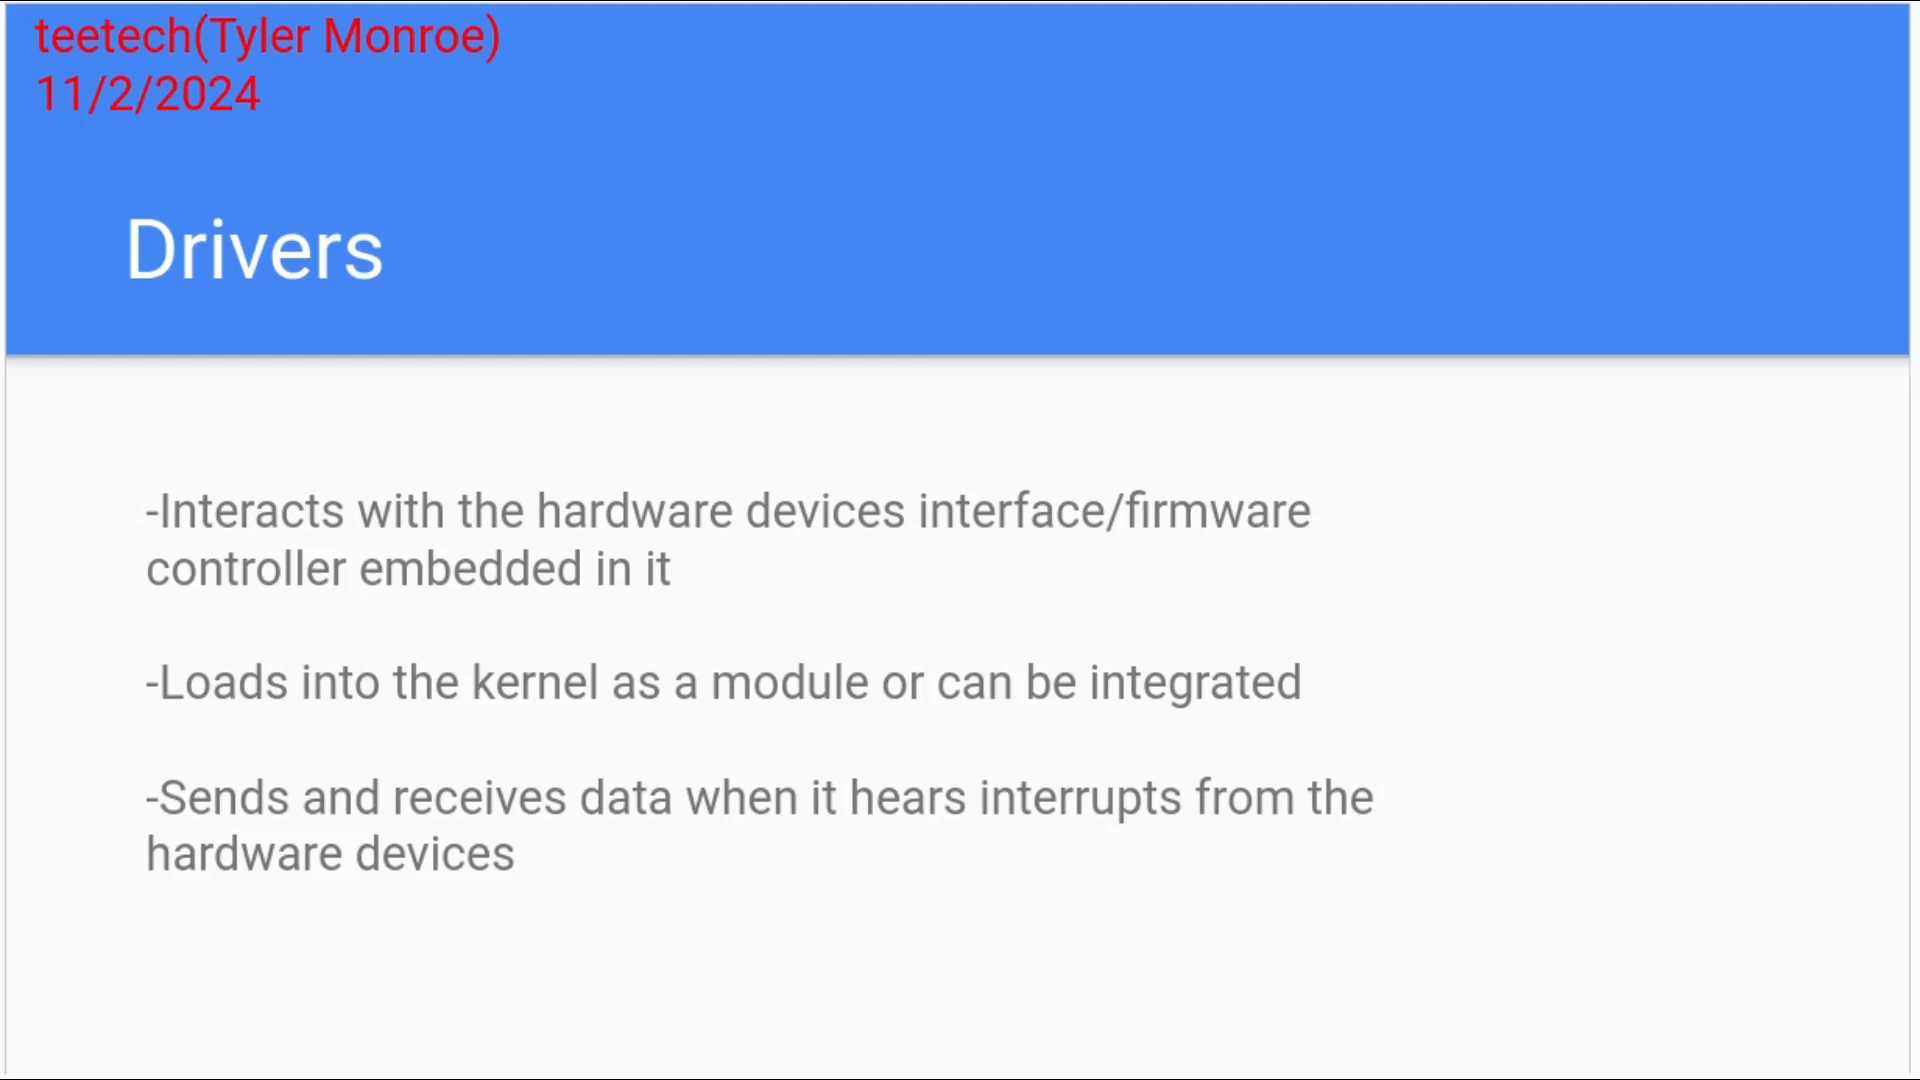 teetech(Tyler Monroe)
11/2/2024
Drivers
-Interacts with the hardware devices interface/firmware
controller embedded in it
-Loads into the kernel as a module or can be integrated
-Sends and receives data when it hears interrupts from the
hardware devices